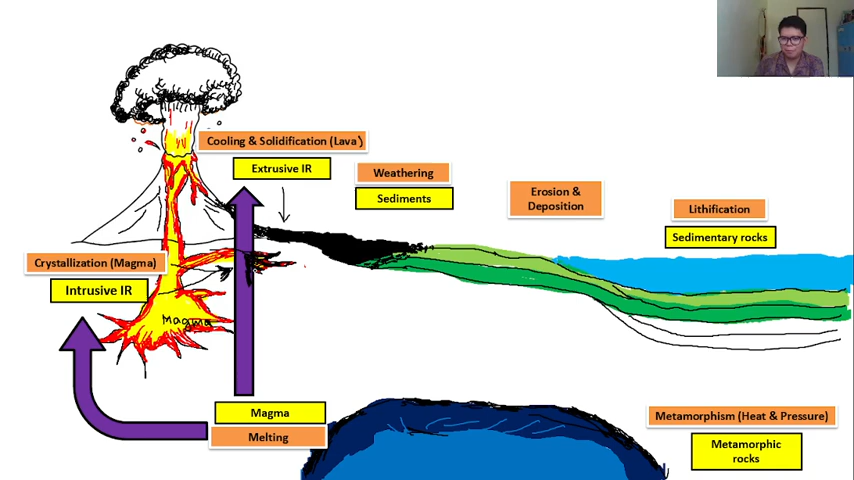 Cooling & Solidification (Lava)
Extrusive IR
Weathering
Sediments
Erosion &
Deposition
Lithification
Sedimentary rocks
Crystallization (Magma)
Intrusive IR
Magma
Magma
Melting
Metamorphism (Heat & Pressure)
Metamorphic
rocks